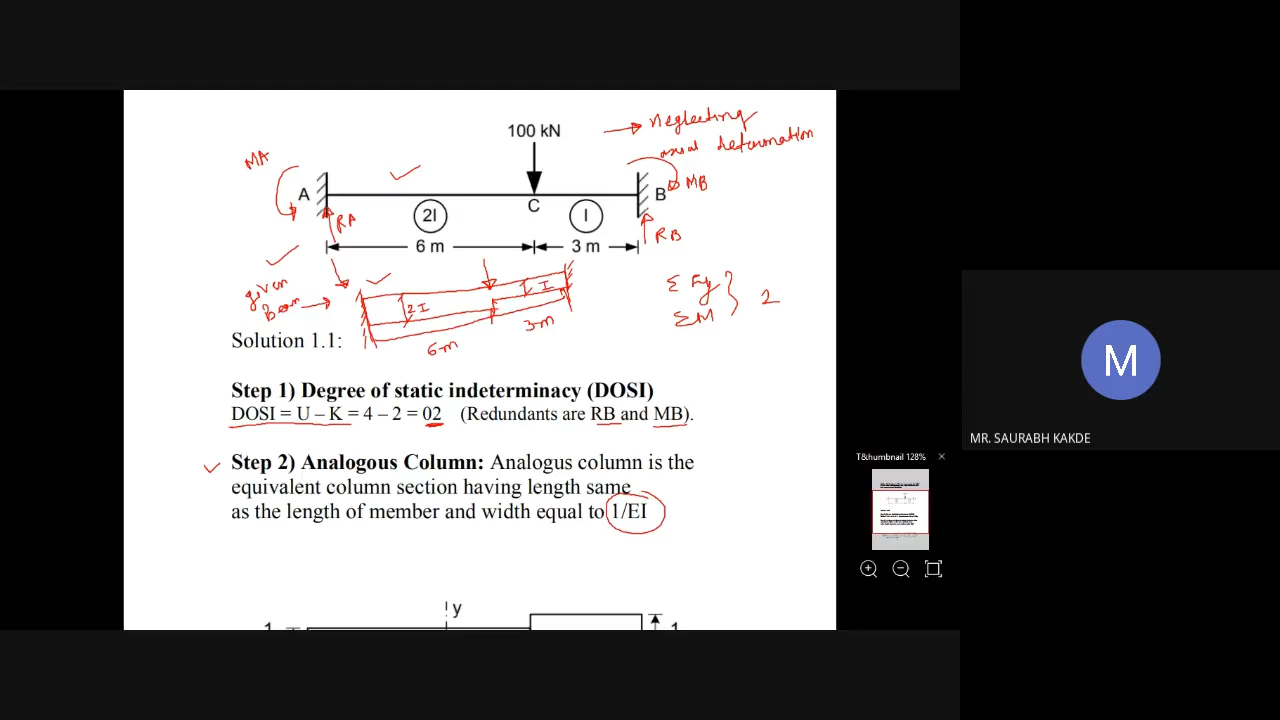 100 kN
→ Neglecting
axial deformation
MA
A
B
MB
C
2I
I
RA
RB
6 m
3 m
given
Beam →
2I
I
6m
3m
Σ Fy
ΣM
2
Solution 1.1:
Step 1) Degree of static indeterminacy (DOSI)
DOSI = U – K = 4 – 2 = 02 (Redundants are RB and MB).
Step 2) Analogous Column: Analogus column is the
equivalent column section having length same
as the length of member and width equal to 1/EI
y
1
1
M
MR. SAURABH KAKDE
T&humbnail 128%